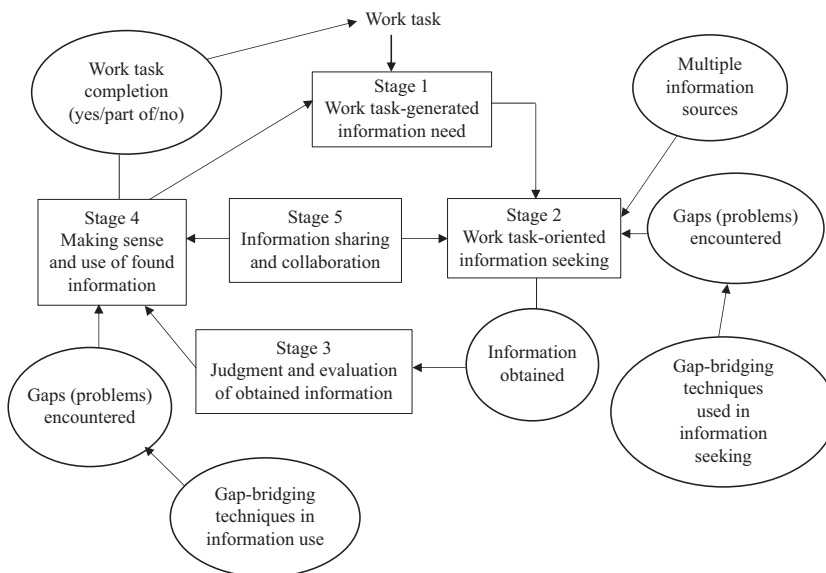 Work task
Work task
completion
(yes/part of/no)
Stage 1
Work task-generated
information need
Multiple
information
sources
Stage 4
Making sense
and use of found
information
Stage 5
Information sharing
and collaboration
Stage 2
Work task-oriented
information seeking
Gaps (problems)
encountered
Stage 3
Judgment and evaluation
of obtained information
Information
obtained
Gap-bridging
techniques
used in
information
seeking
Gaps (problems)
encountered
Gap-bridging
techniques in
information use